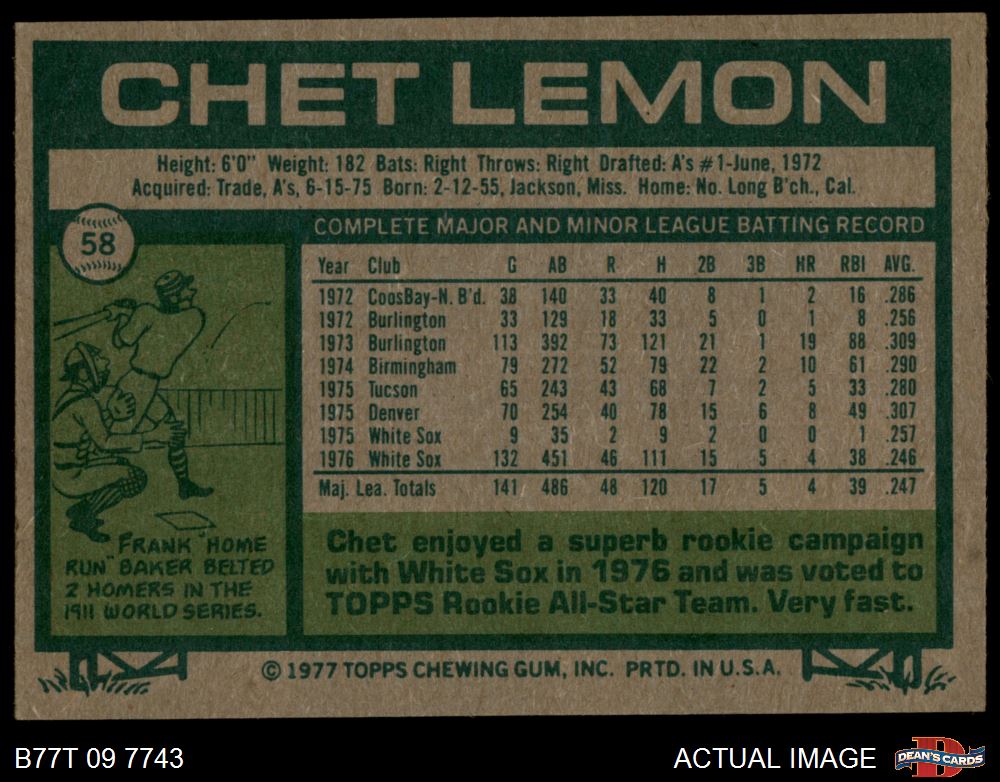 CHET LEMON
Height: 6'0" Weight: 182 Bats: Right Throws: Right Drafted: A's #1-June, 1972
Acquired: Trade, A's, 6-15-75 Born: 2-12-55, Jackson, Miss. Home: No. Long B'ch., Cal.
58
COMPLETE MAJOR AND MINOR LEAGUE BATTING RECORD
Year Club G AB R H 2B 3B HR RBI AVG.
1972 CoosBay-N. B'd. 38 140 33 40 8 1 2 16 .286
1972 Burlington 33 129 18 33 5 0 1 8 .256
1973 Burlington 113 392 73 121 21 1 19 88 .309
1974 Birmingham 79 272 52 79 22 2 10 61 .290
1975 Tucson 65 243 43 68 7 2 5 33 .280
1975 Denver 70 254 40 78 15 6 8 49 .307
1975 White Sox 9 35 2 9 2 0 0 1 .257
1976 White Sox 132 451 46 111 15 5 4 38 .246
Maj. Lea. Totals 141 486 48 120 17 5 4 39 .247
FRANK "HOME
RUN" BAKER BELTED
2 HOMERS IN THE
1911 WORLD SERIES.
Chet enjoyed a superb rookie campaign
with White Sox in 1976 and was voted to
TOPPS Rookie All-Star Team. Very fast.
© 1977 TOPPS CHEWING GUM, INC. PRTD. IN U.S.A.
B77T 09 7743
ACTUAL IMAGE
D
DEAN'S CARDS